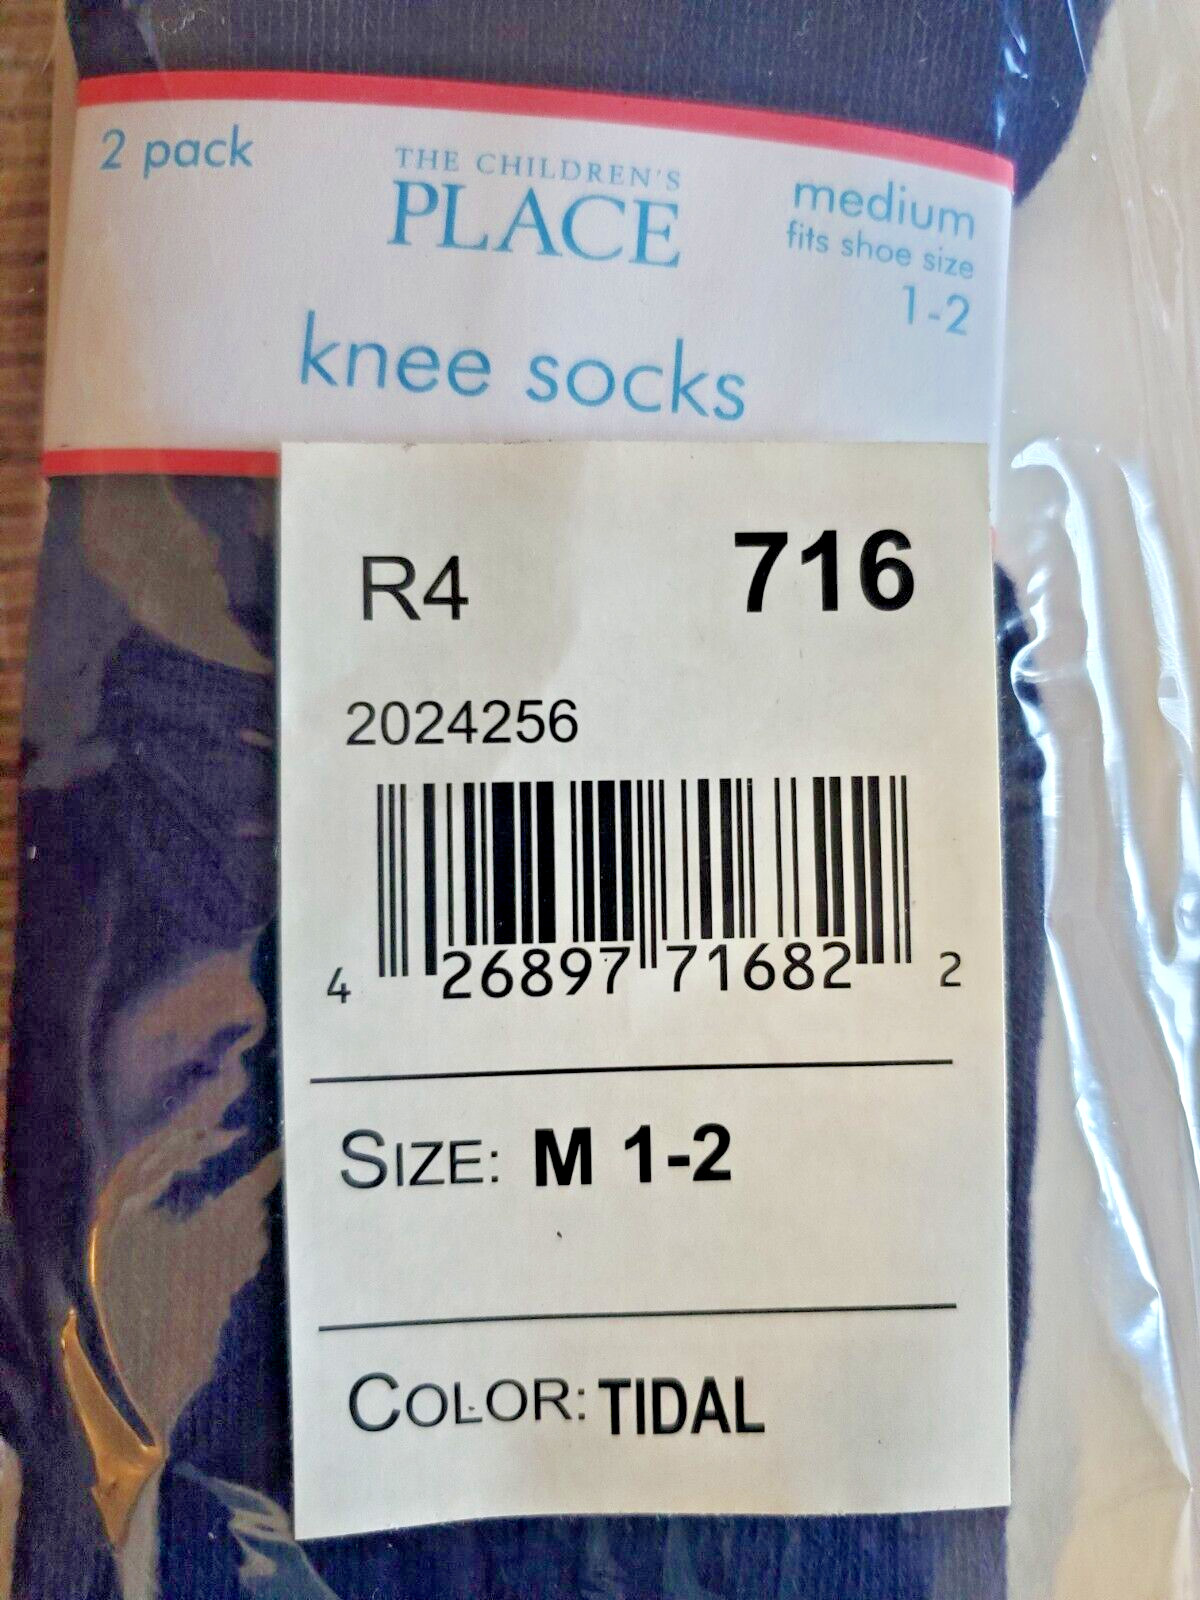 2 pack
THE CHILDREN'S
PLACE
medium
fits shoe size
1-2
knee socks
R4 716
2024256
4 26897 71682 2
SIZE: M 1-2
COLOR: TIDAL